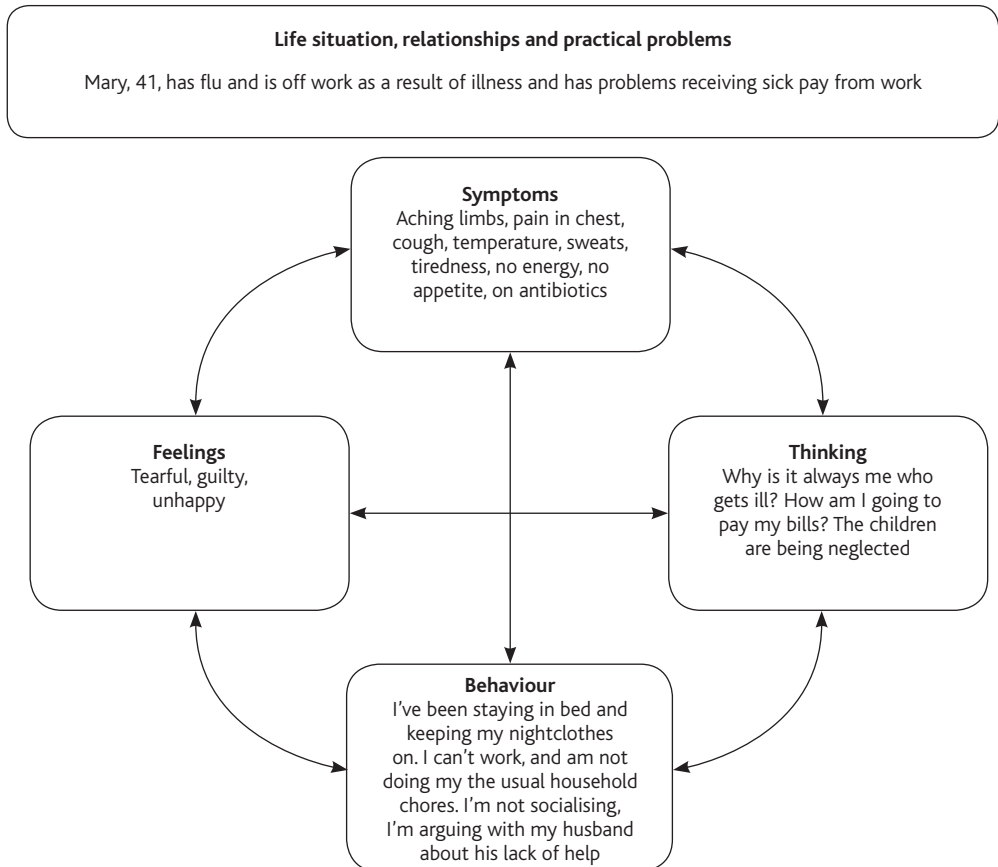 Life situation, relationships and practical problems
Mary, 41, has flu and is off work as a result of illness and has problems receiving sick pay from work
Symptoms
Aching limbs, pain in chest,
cough, temperature, sweats,
tiredness, no energy, no
appetite, on antibiotics
Feelings
Tearful, guilty,
unhappy
Thinking
Why is it always me who
gets ill? How am I going to
pay my bills? The children
are being neglected
Behaviour
I've been staying in bed and
keeping my nightclothes
on. I can't work, and am not
doing my the usual household
chores. I'm not socialising,
I'm arguing with my husband
about his lack of help